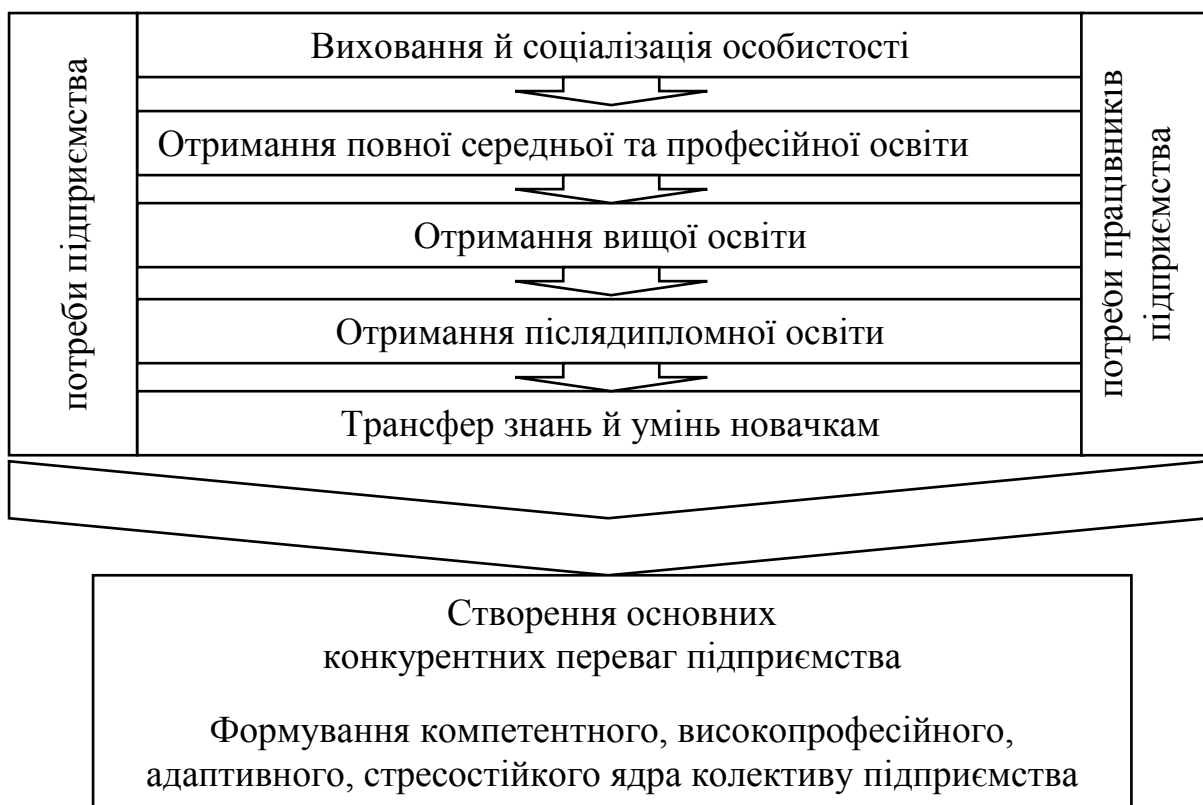 потреби підприємства
Виховання й соціалізація особистості
Отримання повної середньої та професійної освіти
Отримання вищої освіти
Отримання післядипломної освіти
Трансфер знань й умінь новачкам
потреби працівників
підприємства
Створення основних
конкурентних переваг підприємства
Формування компетентного, високопрофесійного,
адаптивного, стресостійкого ядра колективу підприємства